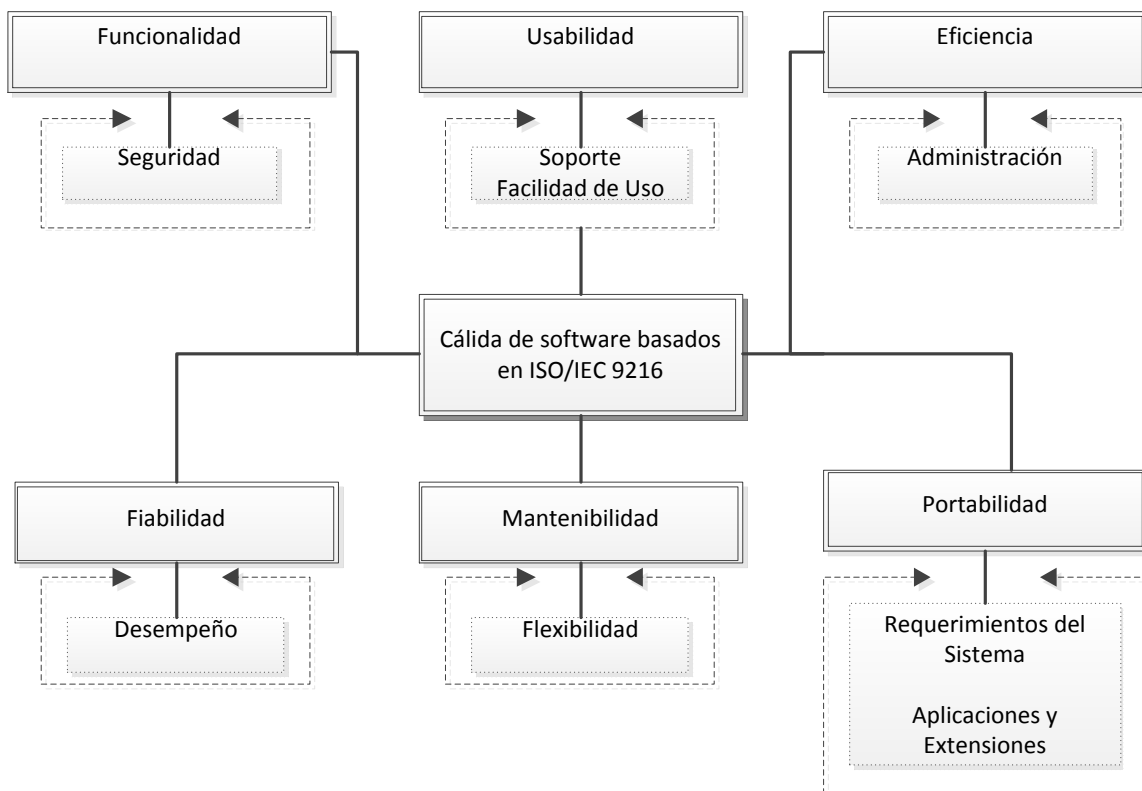 Funcionalidad
Usabilidad
Eficiencia
Seguridad
Soporte
Facilidad de Uso
Administración
Cálida de software basados
en ISO/IEC 9216
Fiabilidad
Mantenibilidad
Portabilidad
Desempeño
Flexibilidad
Requerimientos del
Sistema
Aplicaciones y
Extensiones